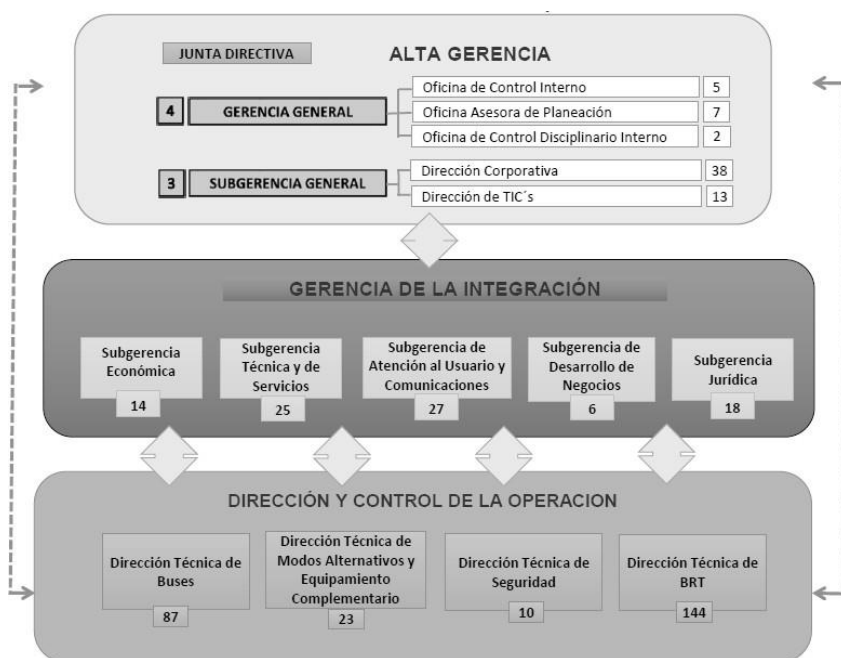 JUNTA DIRECTIVA
ALTA GERENCIA
4
GERENCIA GENERAL
Oficina de Control Interno
5
Oficina Asesora de Planeación
7
Oficina de Control Disciplinario Interno
2
3
SUBGERENCIA GENERAL
Dirección Corporativa
38
Dirección de TIC´s
13
GERENCIA DE LA INTEGRACIÓN
Subgerencia
Económica
14
Subgerencia
Técnica y de
Servicios
25
Subgerencia de
Atención al Usuario y
Comunicaciones
27
Subgerencia de
Desarrollo de
Negocios
6
Subgerencia
Jurídica
18
DIRECCIÓN Y CONTROL DE LA OPERACION
Dirección Técnica de
Buses
87
Dirección Técnica de
Modos Alternativos y
Equipamiento
Complementario
23
Dirección Técnica de
Seguridad
10
Dirección Técnica de
BRT
144